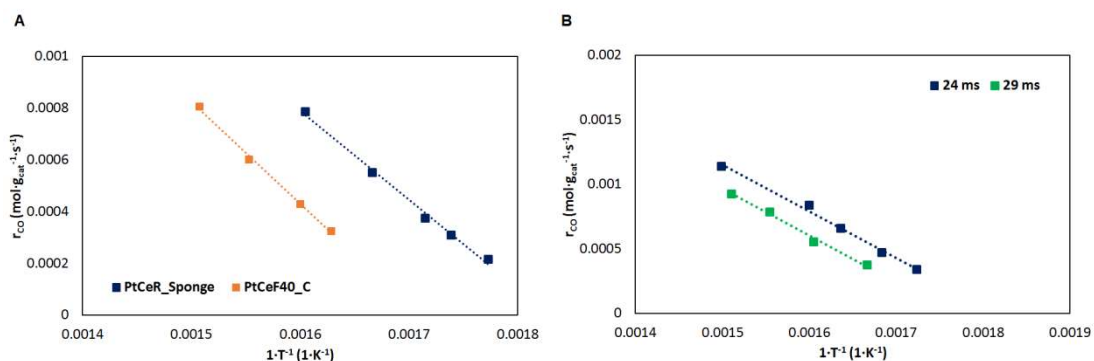 A
r_CO (mol·g_cat⁻¹·s⁻¹)
1
0.0008
0.0006
0.0004
0.0002
0
0.001
PtCeR_Sponge PtCeF40_C
0.0014 0.0015 0.0016 0.0017 0.0018
1·T⁻¹ (1·K⁻¹)
B
r_CO (mol·g_cat⁻¹·s⁻¹)
0.002
0.0015
0.001
0.0005
0
24 ms 29 ms
0.0014 0.0015 0.0016 0.0017 0.0018 0.0019
1·T⁻¹ (1·K⁻¹)